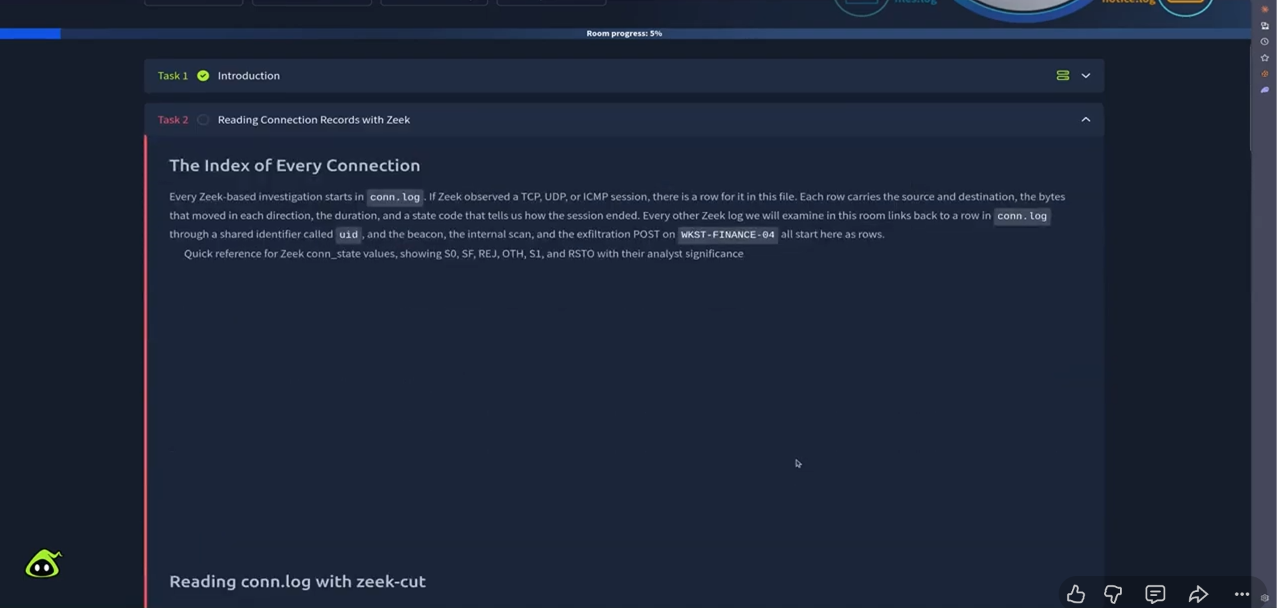 notice.log
Room progress: 5%
Task 1 Introduction
Task 2 Reading Connection Records with Zeek
The Index of Every Connection
Every Zeek-based investigation starts in conn.log . If Zeek observed a TCP, UDP, or ICMP session, there is a row for it in this file. Each row carries the source and destination, the bytes
that moved in each direction, the duration, and a state code that tells us how the session ended. Every other Zeek log we will examine in this room links back to a row in conn.log
through a shared identifier called uid , and the beacon, the internal scan, and the exfiltration POST on WKST-FINANCE-04 all start here as rows.
Quick reference for Zeek conn_state values, showing S0, SF, REJ, OTH, S1, and RSTO with their analyst significance
Reading conn.log with zeek-cut